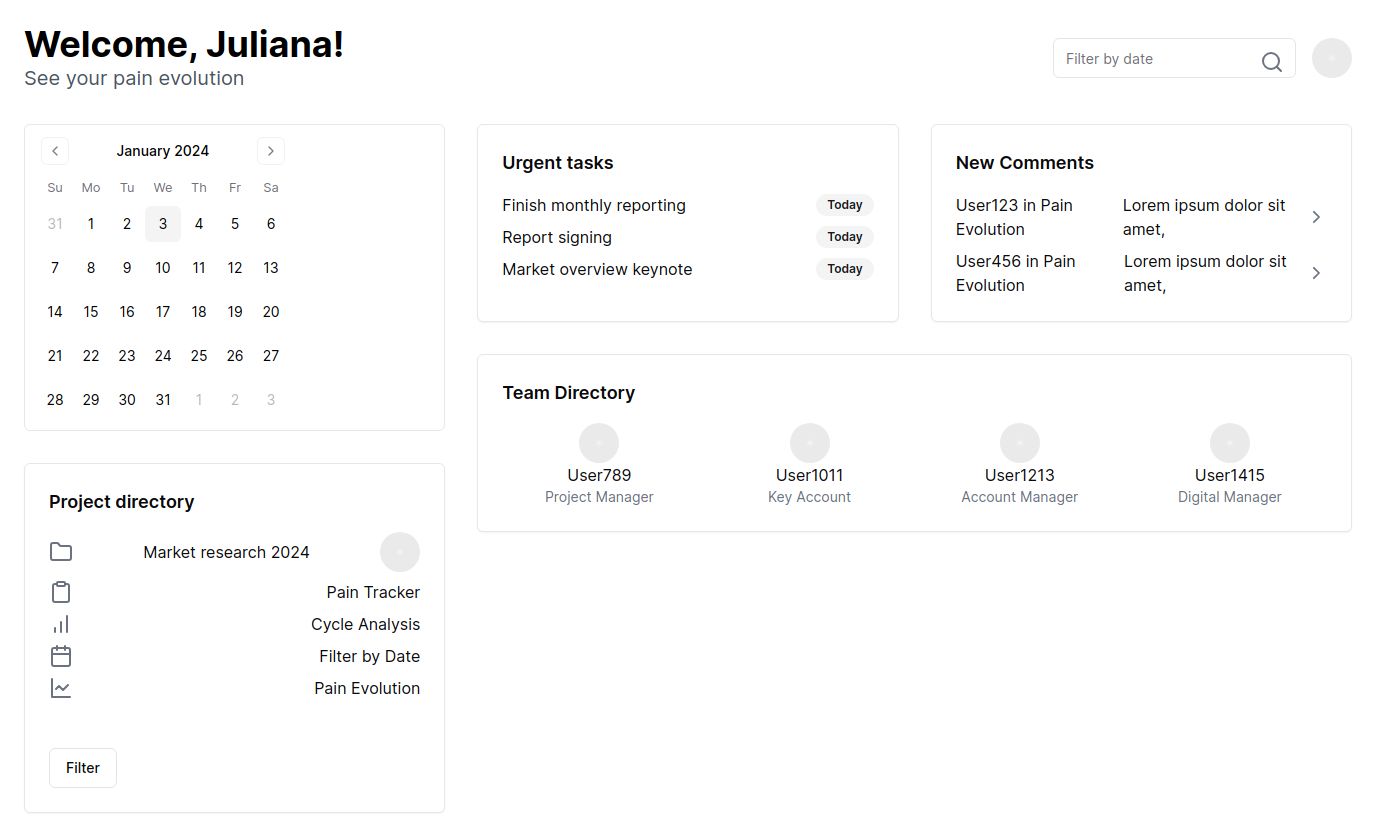 Welcome, Juliana!
See your pain evolution
Filter by date
January 2024
Su Mo Tu We Th Fr Sa
31 1 2 3 4 5 6
7 8 9 10 11 12 13
14 15 16 17 18 19 20
21 22 23 24 25 26 27
28 29 30 31 1 2 3
Urgent tasks
Finish monthly reporting Today
Report signing Today
Market overview keynote Today
New Comments
User123 in Pain Lorem ipsum dolor sit
Evolution amet,
User456 in Pain Lorem ipsum dolor sit
Evolution amet,
Team Directory
User789 User1011 User1213 User1415
Project Manager Key Account Account Manager Digital Manager
Project directory
Market research 2024
Pain Tracker
Cycle Analysis
Filter by Date
Pain Evolution
Filter